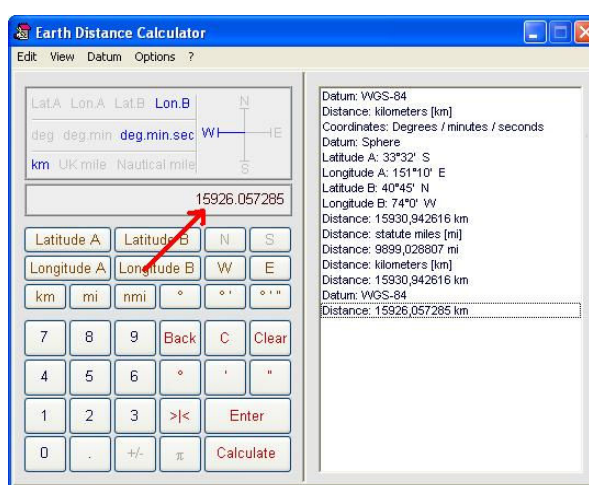 Earth Distance Calculator
Edit View Datum Options ?
Lat.A Lon.A Lat.B Lon.B
deg deg.min deg.min.sec
km UK mile Nautical mile
N
W E
S
15926.057285
Latitude A Latitude B N S
Longitude A Longitude B W E
km mi nmi ° ° ' ° ' "
7 8 9 Back C Clear
4 5 6 ° ' "
1 2 3 >|< Enter
0 . +/- π Calculate
Datum: WGS-84
Distance: kilometers [km]
Coordinates: Degrees / minutes / seconds
Datum: Sphere
Latitude A: 33°32' S
Longitude A: 151°10' E
Latitude B: 40°45' N
Longitude B: 74°0' W
Distance: 15930,942616 km
Distance: statute miles [mi]
Distance: 9899,028807 mi
Distance: kilometers [km]
Distance: 15930,942616 km
Datum: WGS-84
Distance: 15926,057285 km